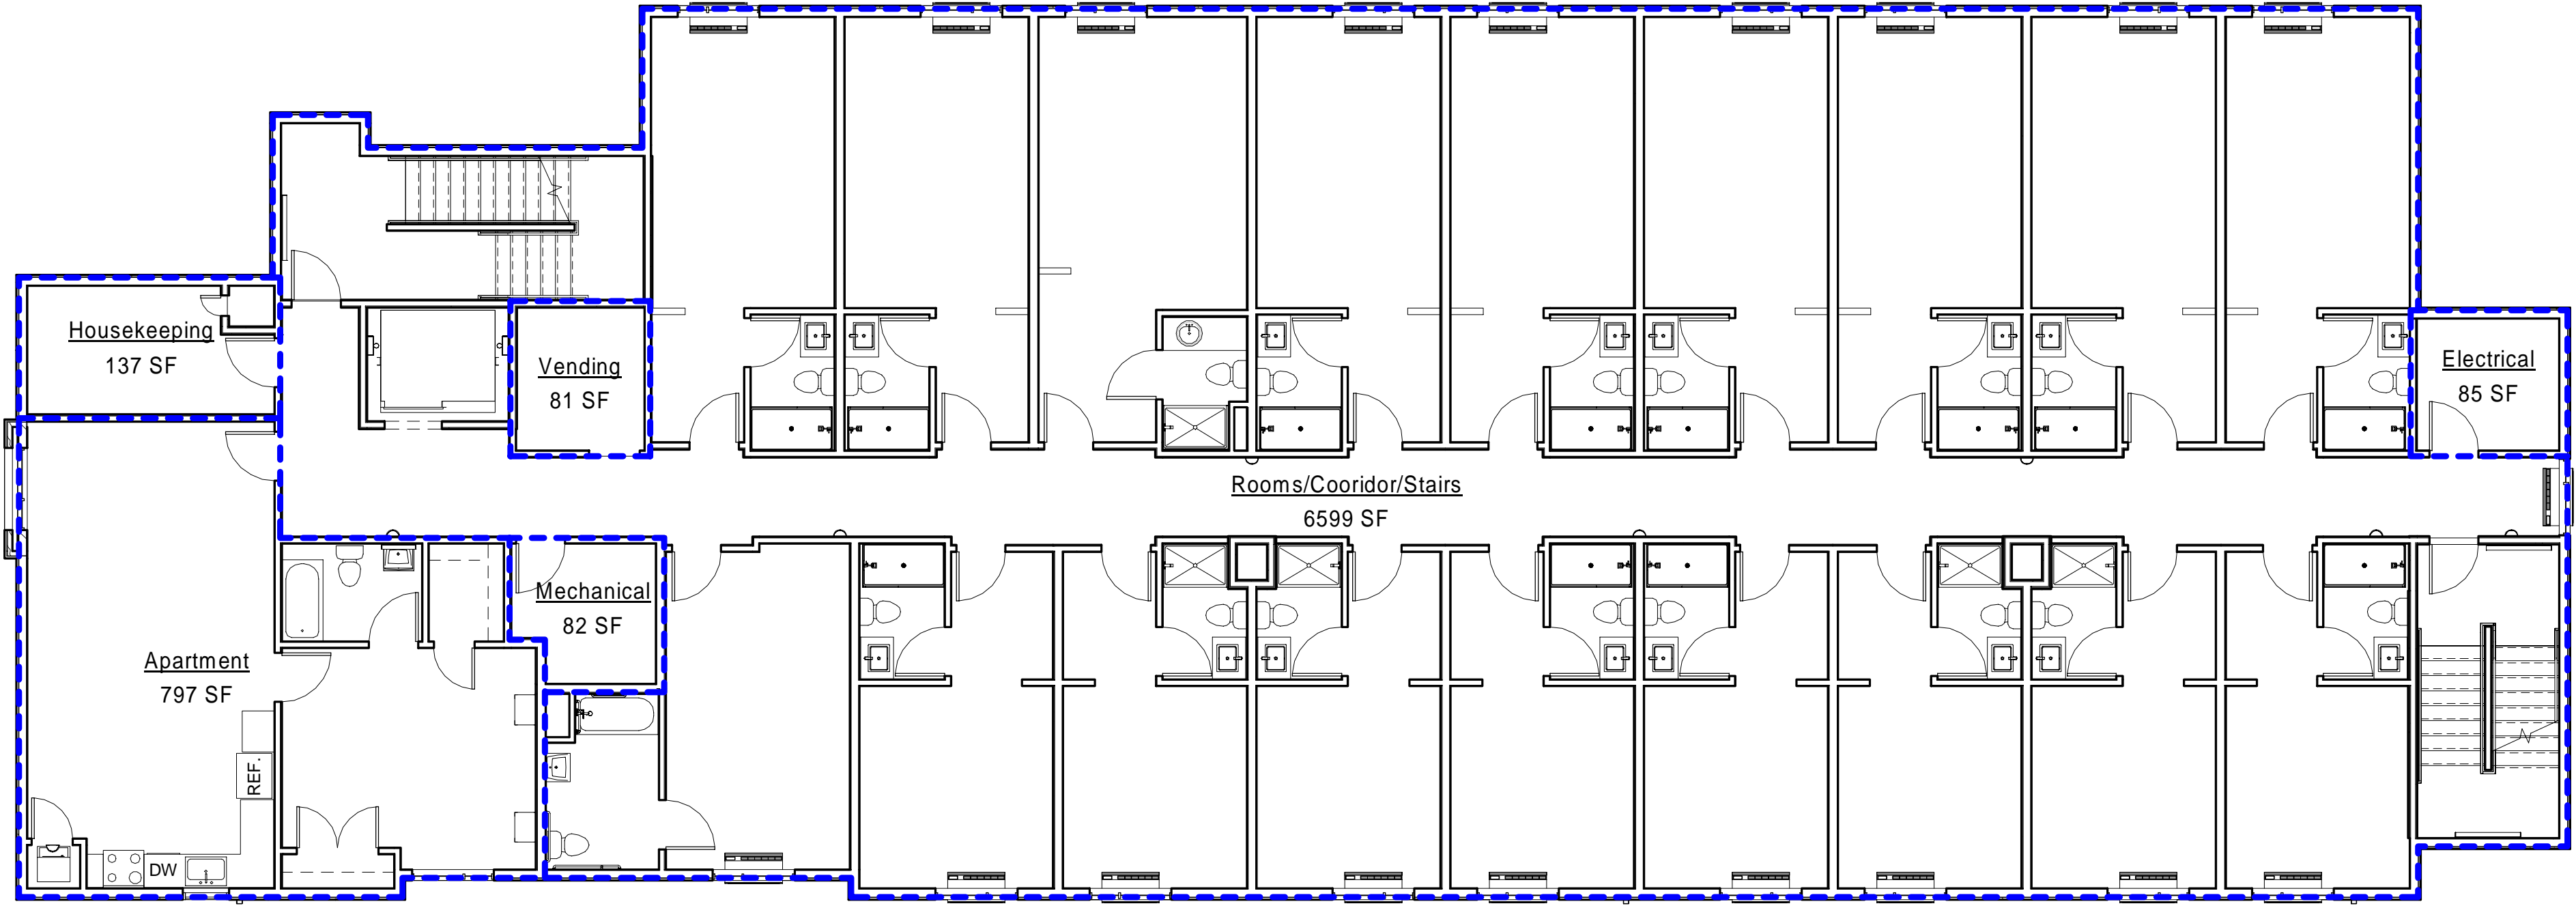 Housekeeping
137 SF
Vending
81 SF
Electrical
85 SF
Rooms/Cooridor/Stairs
6599 SF
Mechanical
82 SF
Apartment
797 SF
REF.
DW